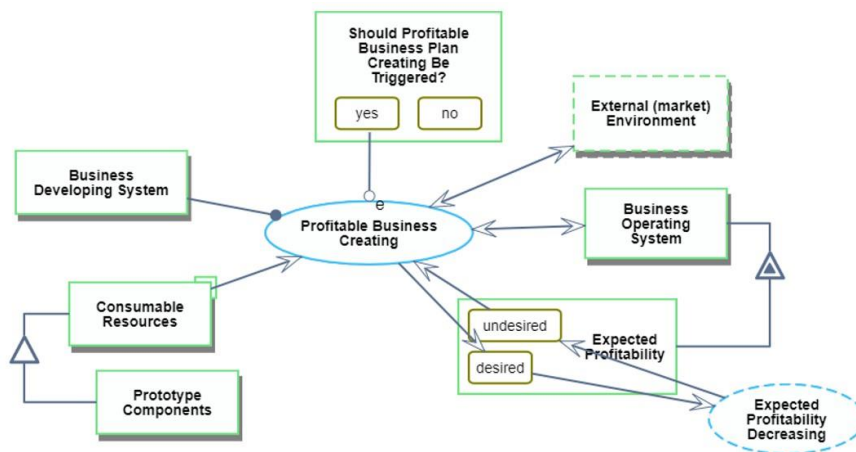 Should Profitable
Business Plan
Creating Be
Triggered?
yes
no
External (market)
Environment
Business
Developing System
e
Profitable Business
Creating
Business
Operating
System
Consumable
Resources
undesired
Expected
Profitability
desired
Prototype
Components
Expected
Profitability
Decreasing